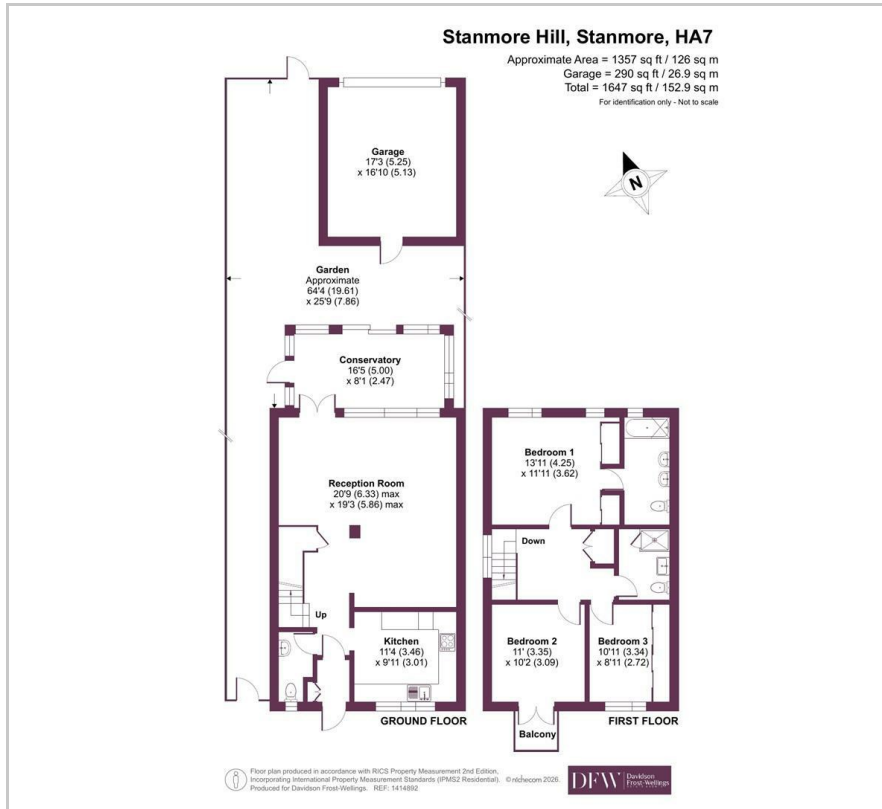 Stanmore Hill, Stanmore, HA7
Approximate Area = 1357 sq ft / 126 sq m
Garage = 290 sq ft / 26.9 sq m
Total = 1647 sq ft / 152.9 sq m
For identification only - Not to scale
N
Garage
17'3 (5.25)
x 16'10 (5.13)
Garden
Approximate
64'4 (19.61)
x 25'9 (7.86)
Conservatory
16'5 (5.00)
x 8'1 (2.47)
Reception Room
20'9 (6.33) max
x 19'3 (5.86) max
Up
Kitchen
11'4 (3.46)
x 9'11 (3.01)
GROUND FLOOR
Bedroom 1
13'11 (4.25)
x 11'11 (3.62)
Down
Bedroom 2
11' (3.35)
x 10'2 (3.09)
Bedroom 3
10'11 (3.34)
x 8'11 (2.72)
Balcony
FIRST FLOOR
Floor plan produced in accordance with RICS Property Measurement 2nd Edition,
Incorporating International Property Measurement Standards (IPMS2 Residential). © nichecom 2026.
Produced for Davidson Frost-Wellings. REF: 1414892
DFW
Davidson
Frost-Wellings